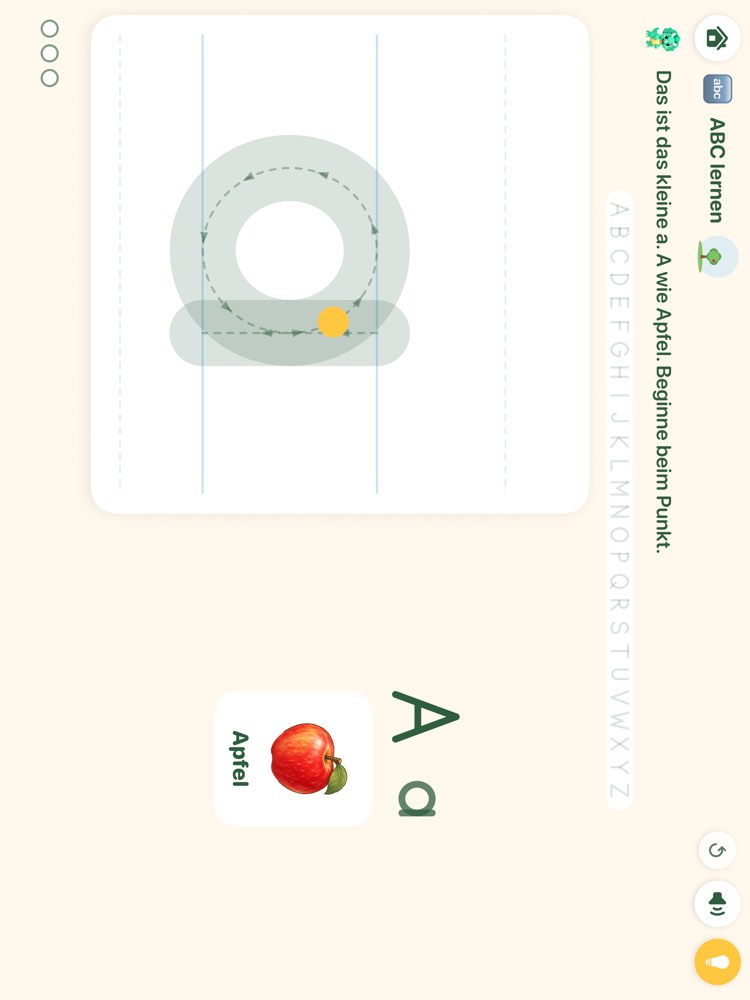 abc ABC lernen
Das ist das kleine a. A wie Apfel. Beginne beim Punkt.
A B C D E F G H I J K L M N O P Q R S T U V W X Y Z
A a
Apfel